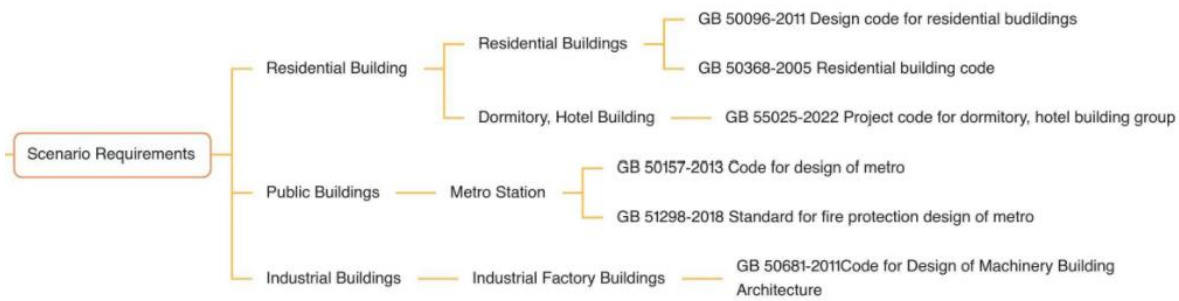 GB 50096-2011 Design code for residential budildings
Residential Buildings
Residential Building
GB 50368-2005 Residential building code
Dormitory, Hotel Building
GB 55025-2022 Project code for dormitory, hotel building group
Scenario Requirements
GB 50157-2013 Code for design of metro
Public Buildings
Metro Station
GB 51298-2018 Standard for fire protection design of metro
Industrial Buildings
Industrial Factory Buildings
GB 50681-2011Code for Design of Machinery Building
Architecture